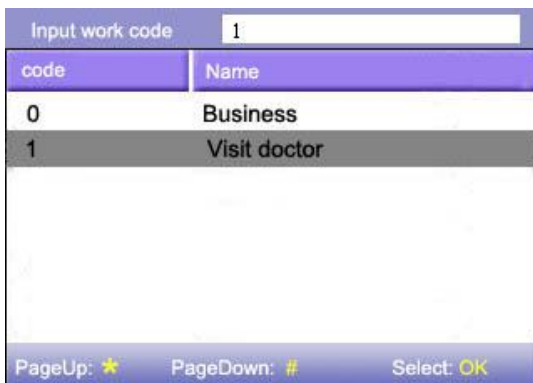 Input work code 1
code Name
0 Business
1 Visit doctor
PageUp: * PageDown: # Select: OK